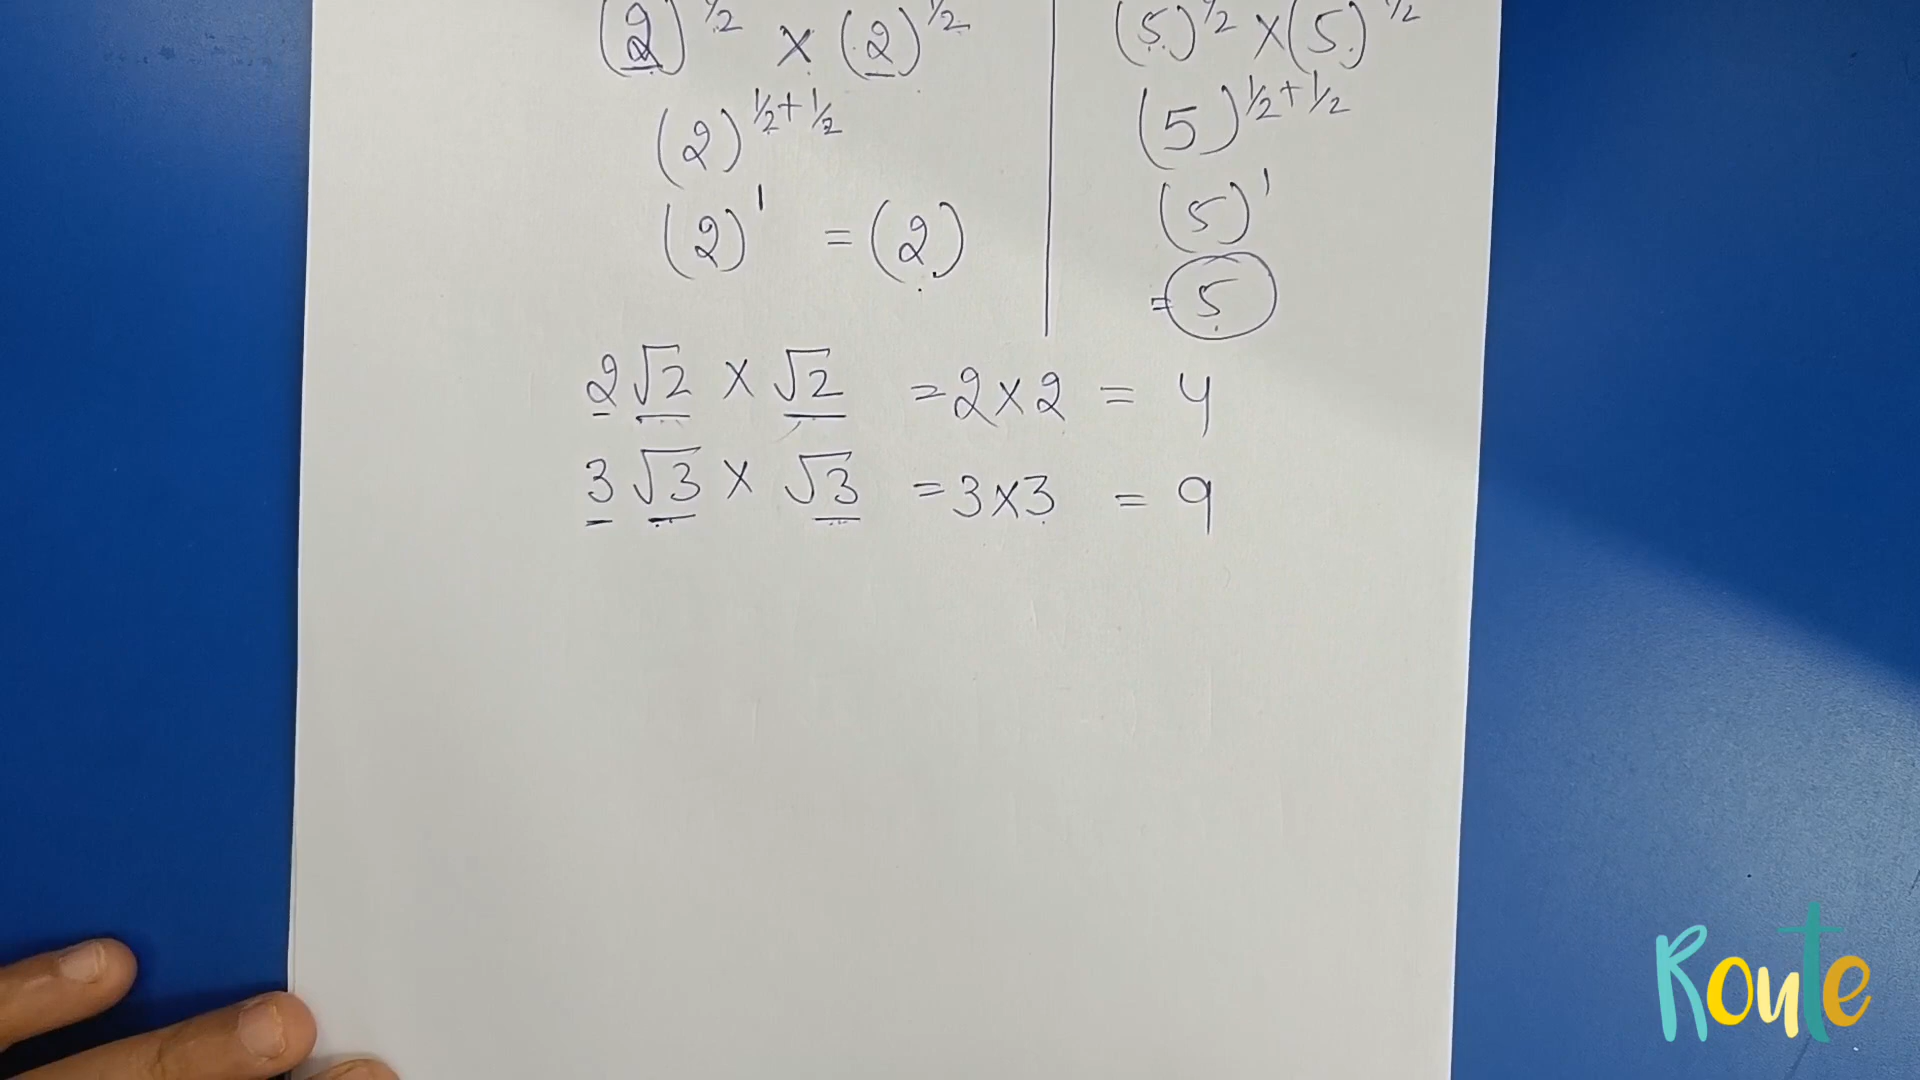 (2)^1/2 × (2)^1/2
(2)^1/2+1/2
(2)^1 = (2)
(5)^1/2 × (5)^1/2
(5)^1/2+1/2
(5)^1
= 5
2√2 × √2 = 2×2 = 4
3√3 × √3 = 3×3 = 9
Route